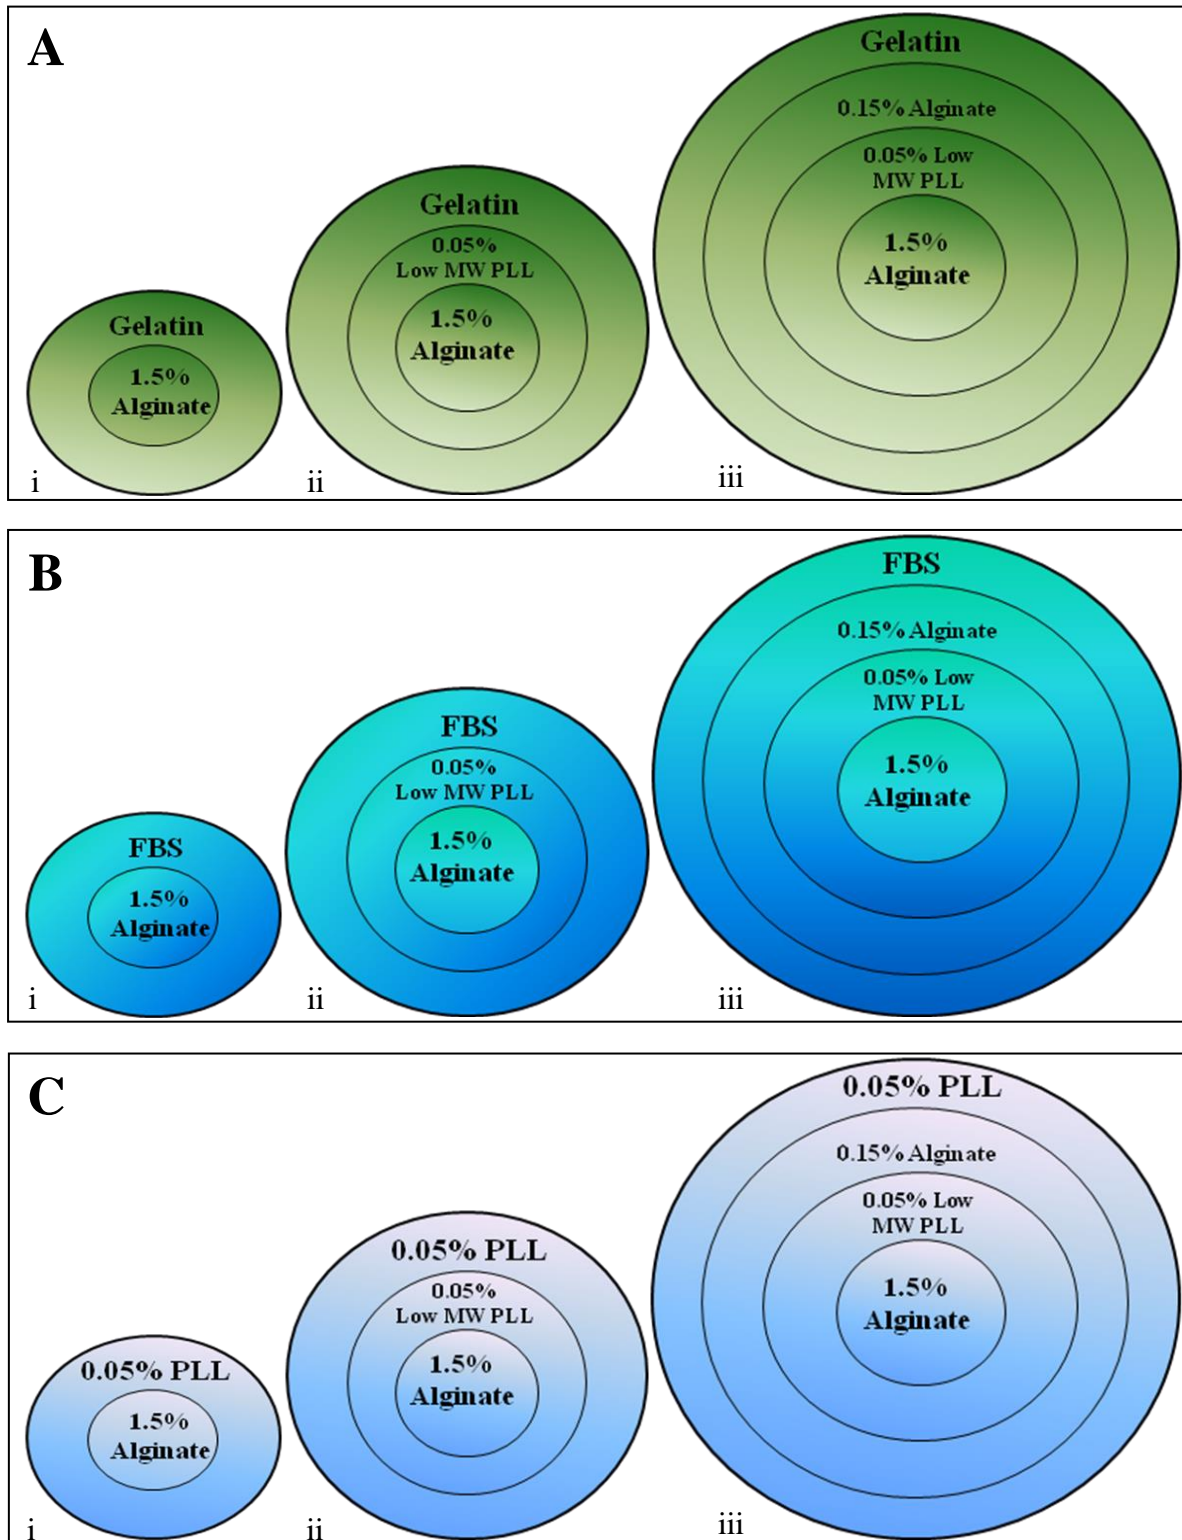 A
Gelatin
1.5%
Alginate
i
Gelatin
0.05%
Low MW PLL
1.5%
Alginate
ii
Gelatin
0.15% Alginate
0.05% Low
MW PLL
1.5%
Alginate
iii
B
FBS
1.5%
Alginate
i
FBS
0.05%
Low MW PLL
1.5%
Alginate
ii
FBS
0.15% Alginate
0.05% Low
MW PLL
1.5%
Alginate
iii
C
0.05% PLL
1.5%
Alginate
i
0.05% PLL
0.05%
Low MW PLL
1.5%
Alginate
ii
0.05% PLL
0.15% Alginate
0.05% Low
MW PLL
1.5%
Alginate
iii